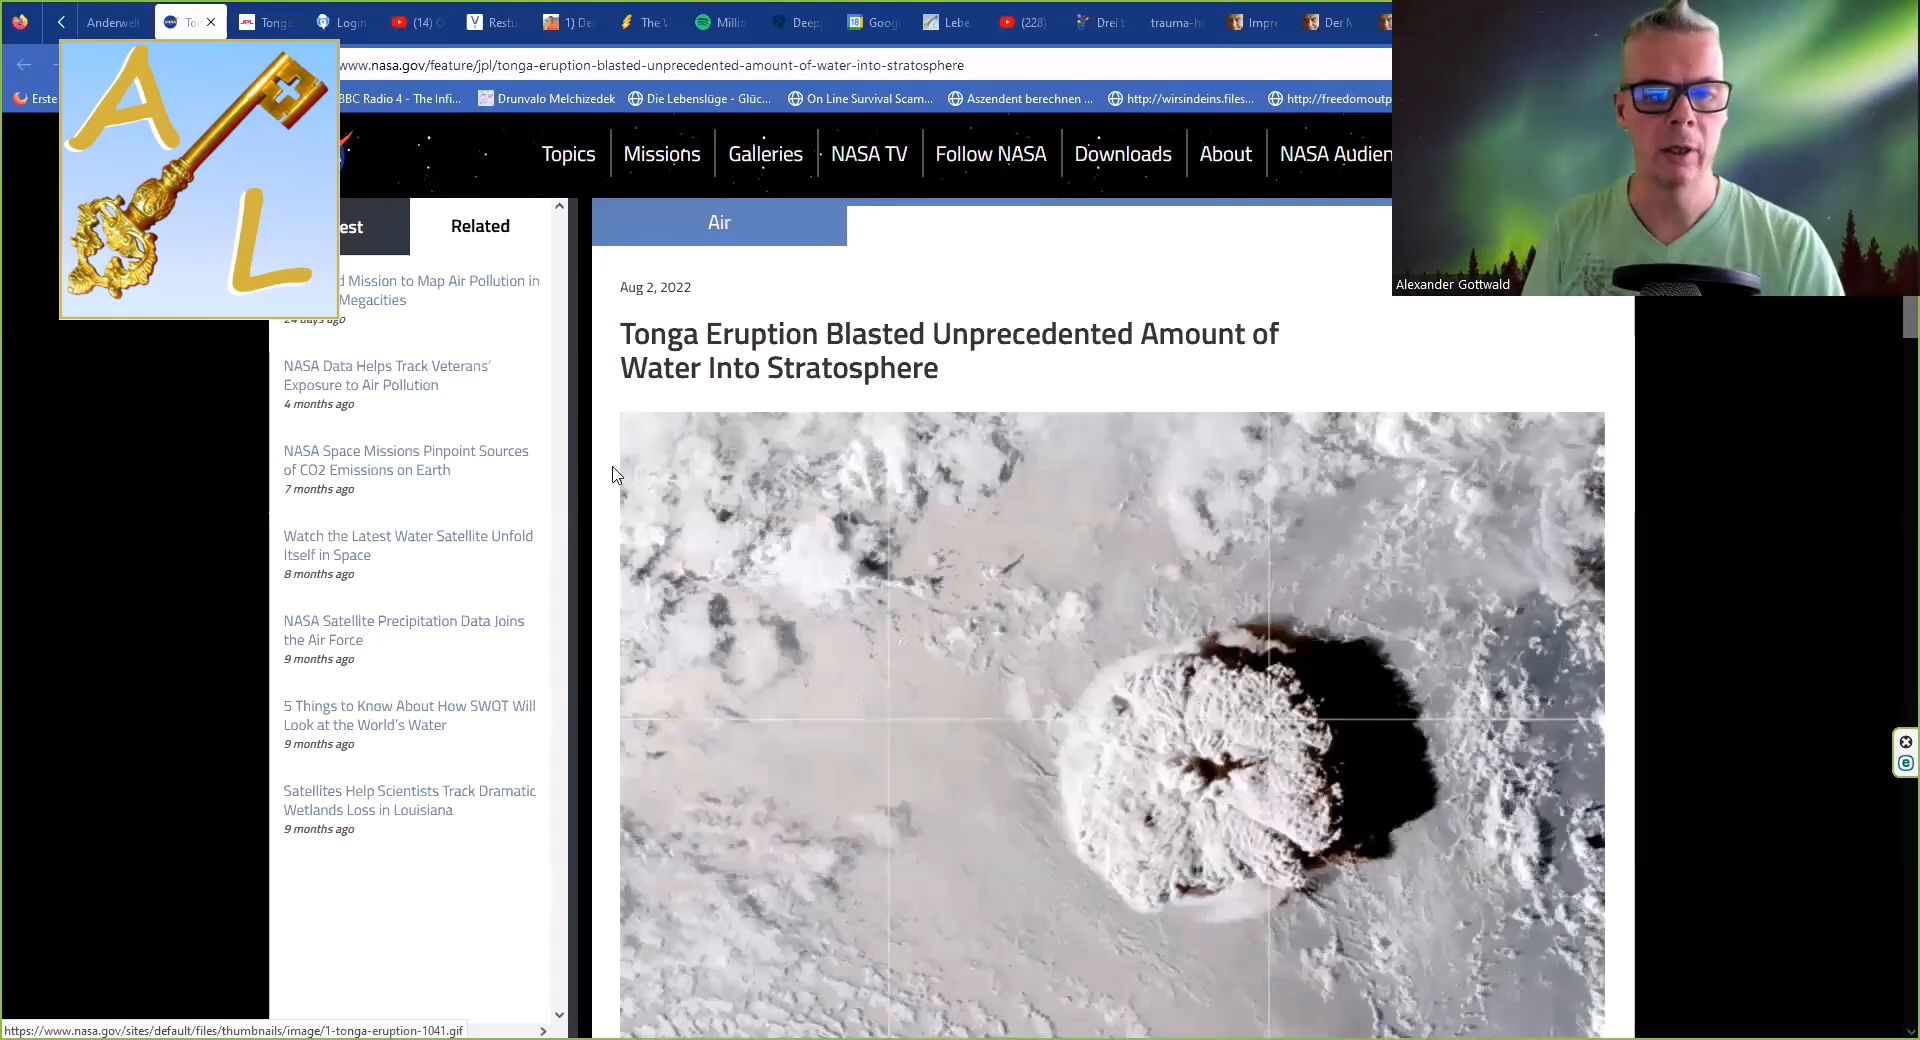 Anderwelt
Tor
Tonga
Login
(14)
Restu
1) De
The V
Millio
Deepl
Goog
Lebe
(228)
Drei b
trauma-he
Impre
Der M
www.nasa.gov/feature/jpl/tonga-eruption-blasted-unprecedented-amount-of-water-into-stratosphere
Erste
BBC Radio 4 - The Infi...
Drunvalo Melchizedek
Die Lebenslüge - Glüc...
On Line Survival Scam...
Aszendent berechnen ...
http://wirsindeins.files...
http://freedomoutp
A
L
Topics
Missions
Galleries
NASA TV
Follow NASA
Downloads
About
NASA Audien
Alexander Gottwald
est
Related
d Mission to Map Air Pollution in
Megacities
24 days ago
NASA Data Helps Track Veterans'
Exposure to Air Pollution
4 months ago
NASA Space Missions Pinpoint Sources
of CO2 Emissions on Earth
7 months ago
Watch the Latest Water Satellite Unfold
Itself in Space
8 months ago
NASA Satellite Precipitation Data Joins
the Air Force
9 months ago
5 Things to Know About How SWOT Will
Look at the World's Water
9 months ago
Satellites Help Scientists Track Dramatic
Wetlands Loss in Louisiana
9 months ago
Air
Aug 2, 2022
Tonga Eruption Blasted Unprecedented Amount of
Water Into Stratosphere
https://www.nasa.gov/sites/default/files/thumbnails/image/1-tonga-eruption-1041.gif